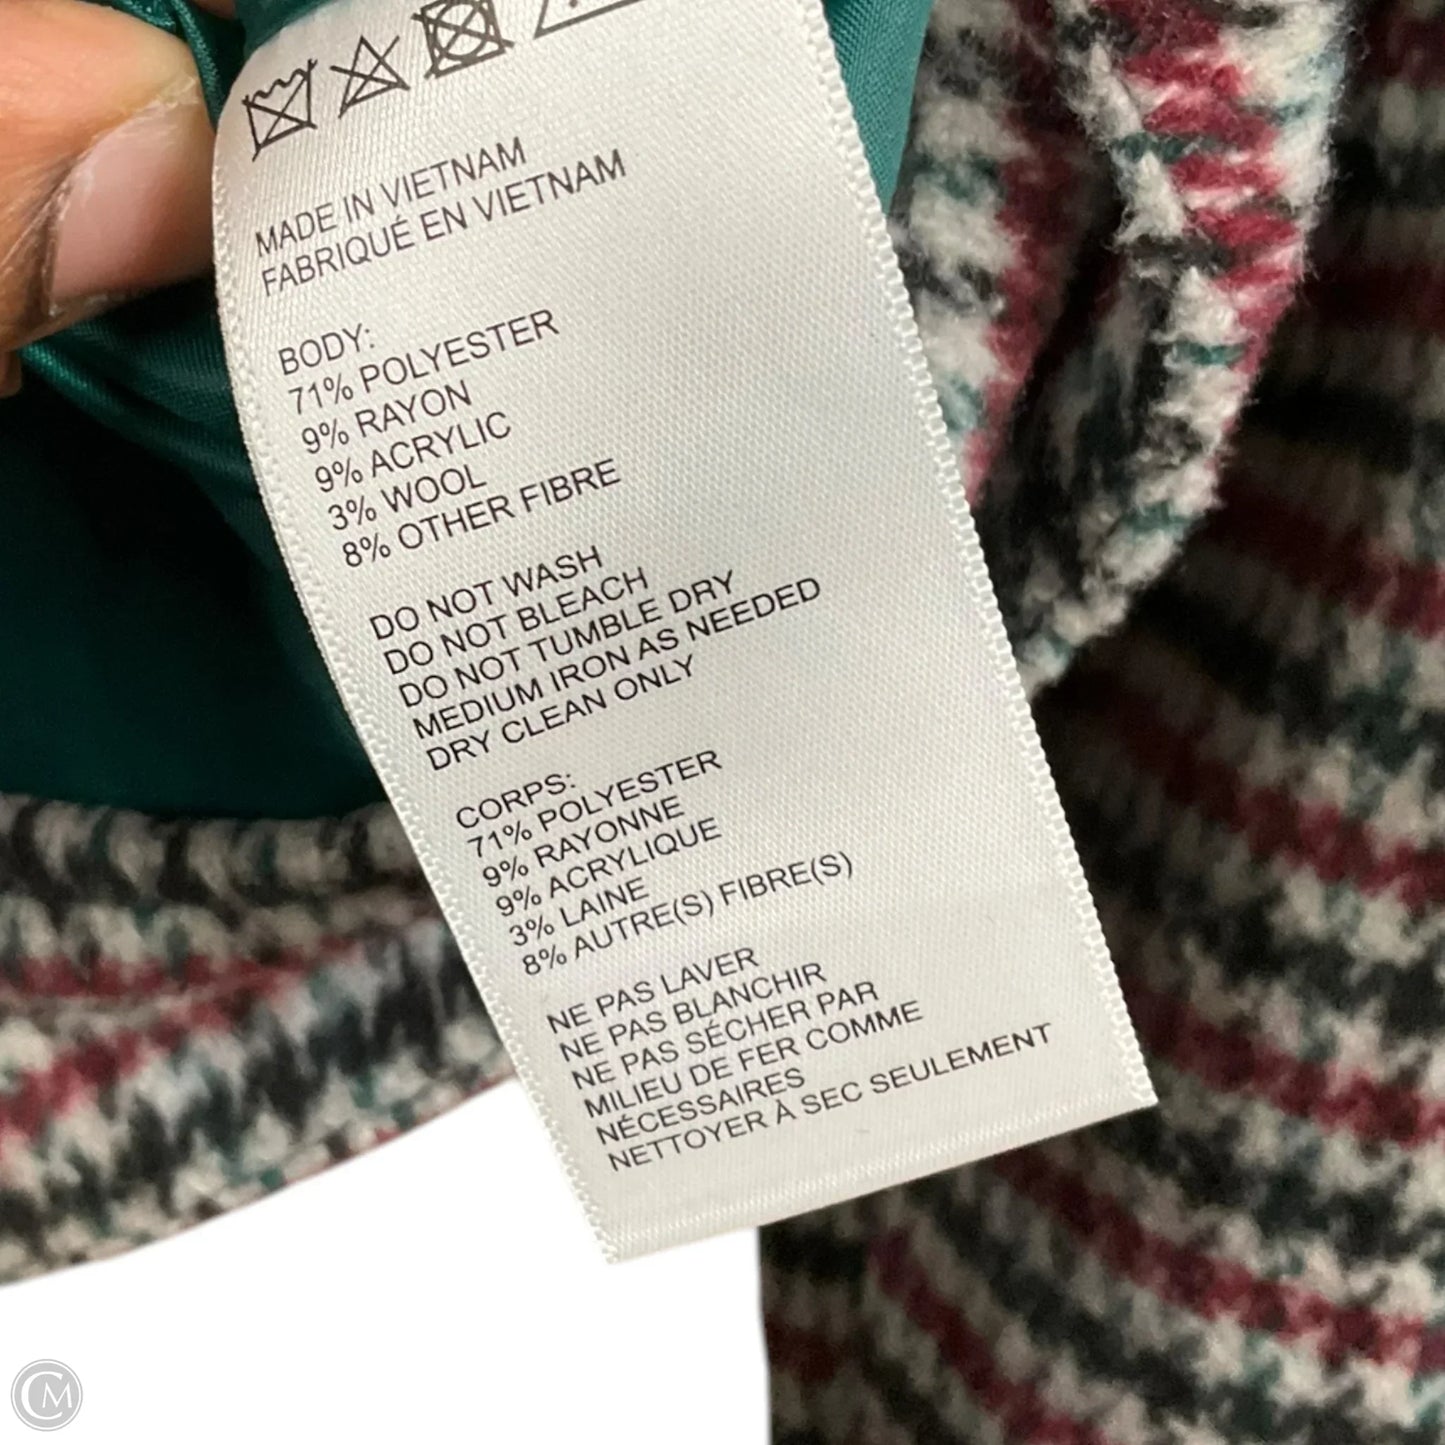 MADE IN VIETNAM
FABRIQUÉ EN VIETNAM
BODY:
71% POLYESTER
9% RAYON
9% ACRYLIC
3% WOOL
8% OTHER FIBRE
DO NOT WASH
DO NOT BLEACH
DO NOT TUMBLE DRY
MEDIUM IRON AS NEEDED
DRY CLEAN ONLY
CORPS:
71% POLYESTER
9% RAYONNE
9% ACRYLIQUE
3% LAINE
8% AUTRE(S) FIBRE(S)
NE PAS LAVER
NE PAS BLANCHIR
NE PAS SÉCHER PAR
MILIEU DE FER COMME
NÉCESSAIRES
NETTOYER À SEC SEULEMENT
CM